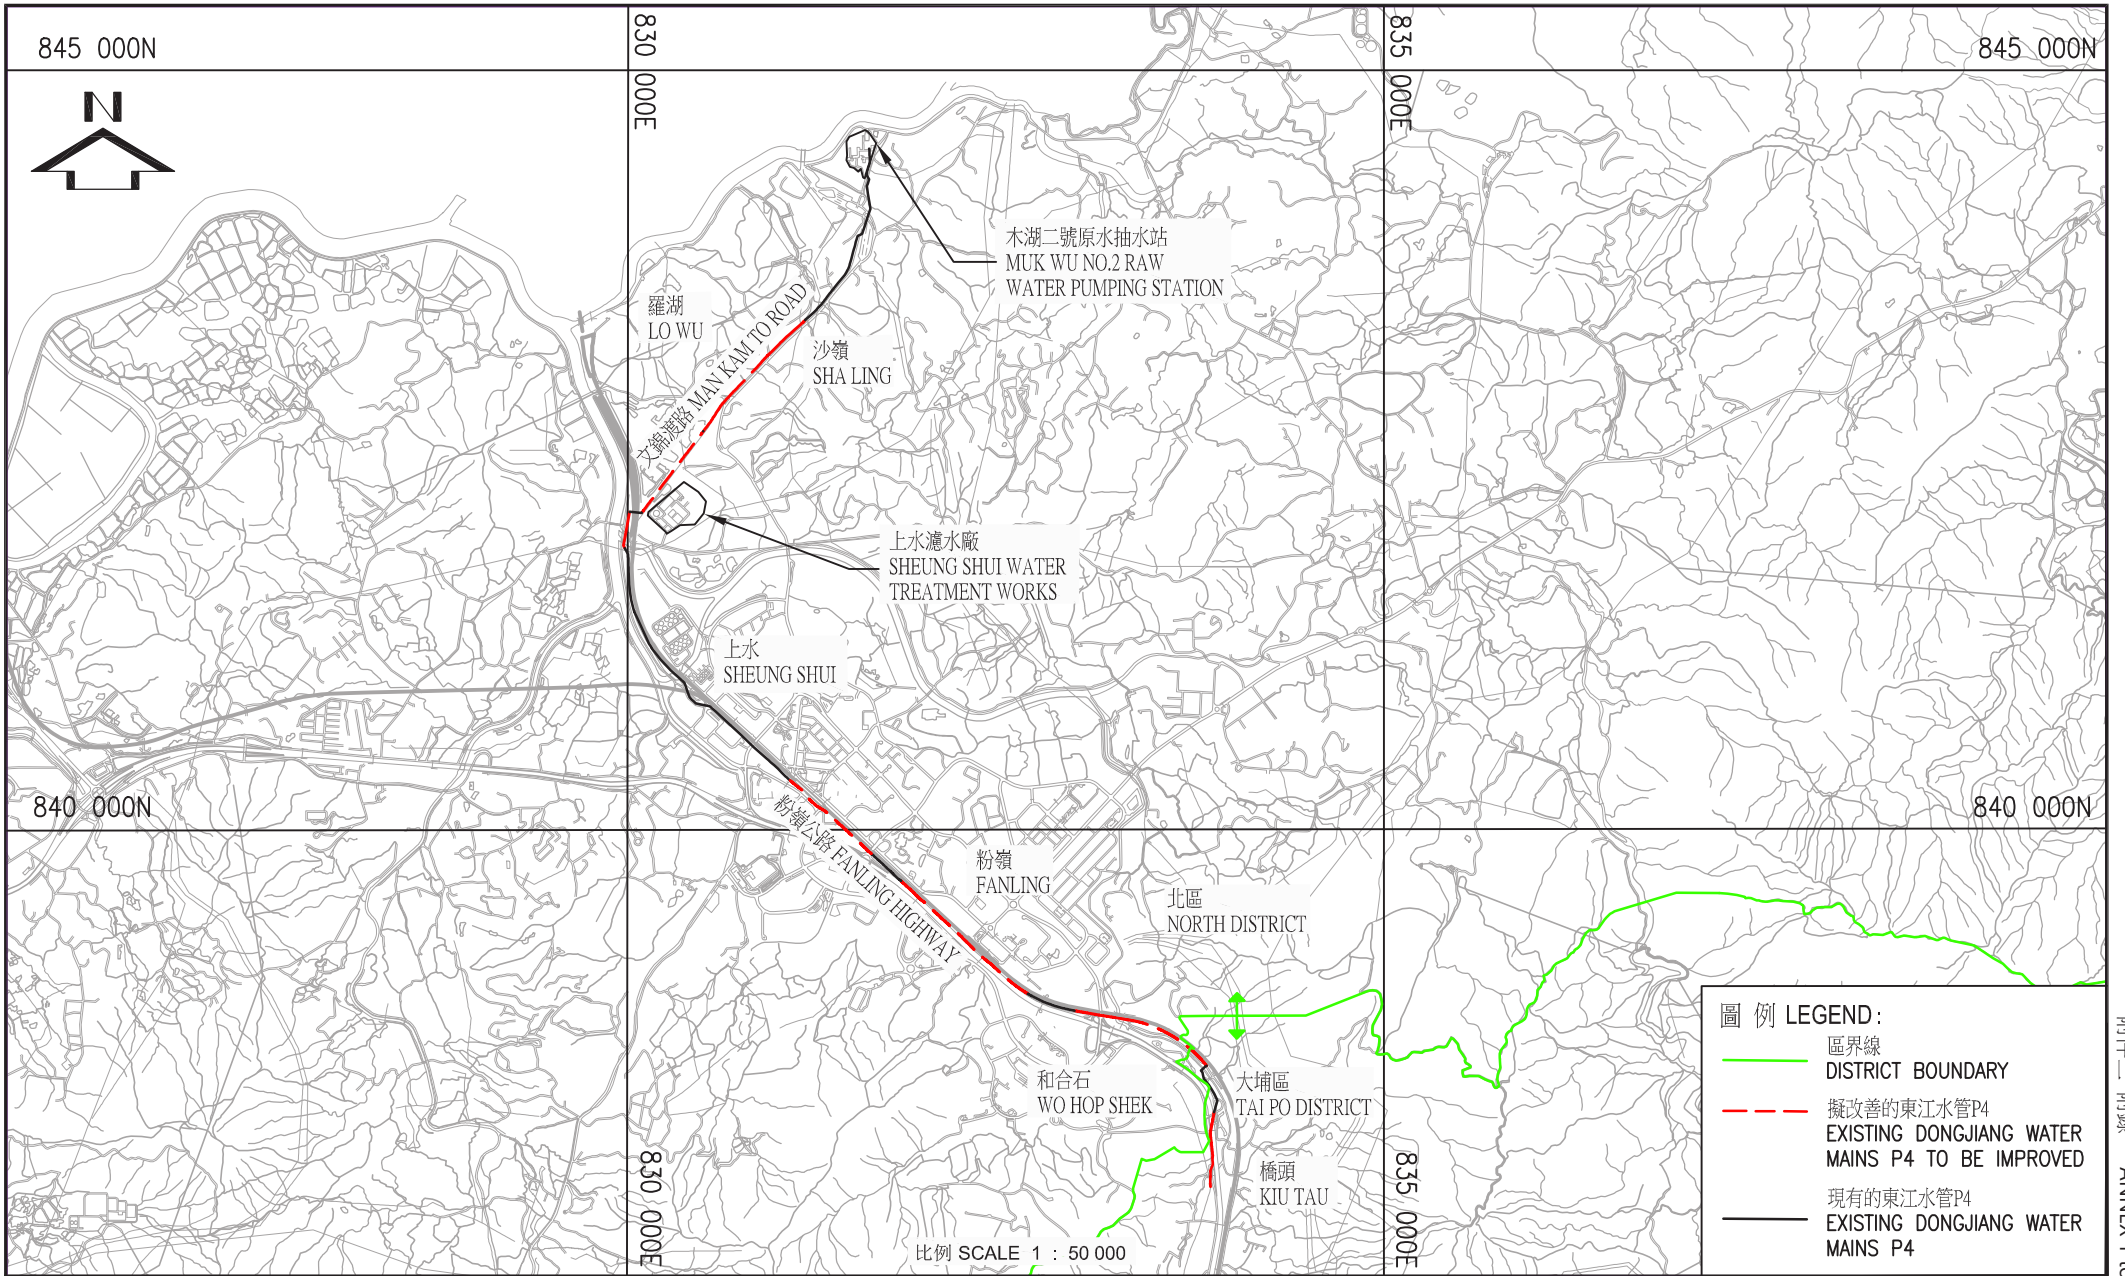 845 000N
830 000E
835 000E
845 000N
N
木湖二號原水抽水站
MUK WU NO.2 RAW
WATER PUMPING STATION
羅湖
LO WU
文錦渡路 MAN KAM TO ROAD
沙嶺
SHA LING
上水濾水廠
SHEUNG SHUI WATER
TREATMENT WORKS
上水
SHEUNG SHUI
840 000N
840 000N
粉嶺公路 FANLING HIGHWAY
粉嶺
FANLING
北區
NORTH DISTRICT
和合石
WO HOP SHEK
大埔區
TAI PO DISTRICT
橋頭
KIU TAU
830 000E
835 000E
比例 SCALE 1 : 50 000
圖 例 LEGEND :
區界線
DISTRICT BOUNDARY
擬改善的東江水管P4
EXISTING DONGJIANG WATER
MAINS P4 TO BE IMPROVED
現有的東江水管P4
EXISTING DONGJIANG WATER
MAINS P4